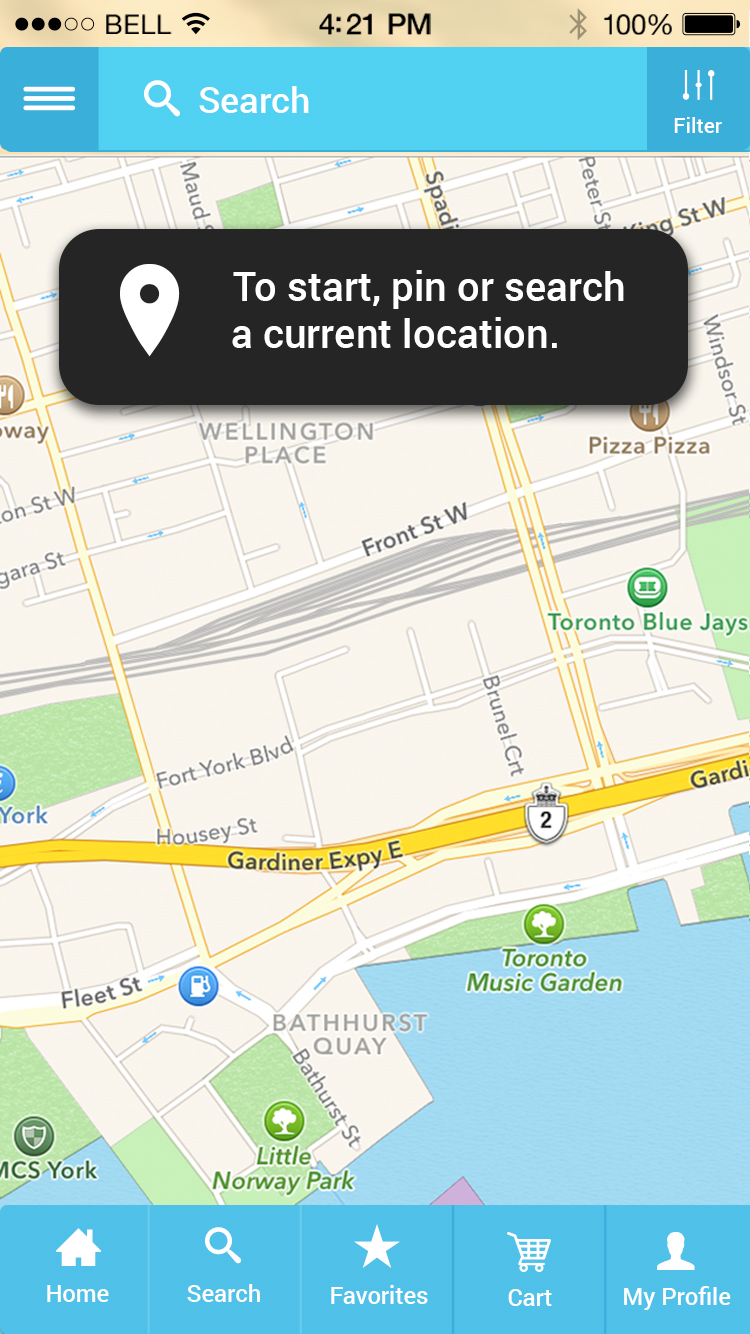 BELL 4:21 PM 100%
Search
Filter
Maud S
Spadi
Peter St
King St W
To start, pin or search
a current location.
Windsor St
way
Pizza Pizza
WELLINGTON
PLACE
on St W
Front St W
gara St
Toronto Blue Jays
Brunel Crt
Fort York Blvd
York
Gardi
2
Housey St
Gardiner Expy E
Toronto
Music Garden
Fleet St
BATHHURST
QUAY
Bathurst St
MCS York
Little
Norway Park
Home Search Favorites Cart My Profile